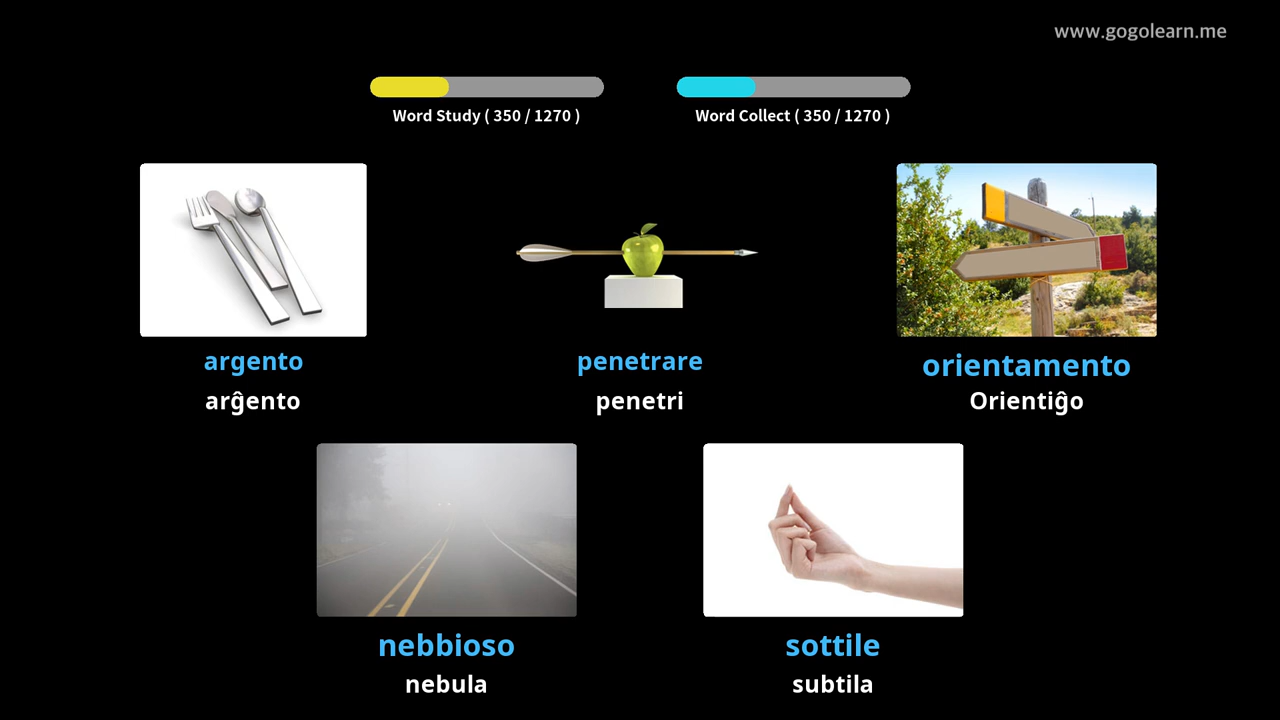 www.gogolearn.me
Word Study ( 350 / 1270 )
Word Collect ( 350 / 1270 )
argento
arĝento
penetrare
penetri
orientamento
Orientiĝo
nebbioso
nebula
sottile
subtila